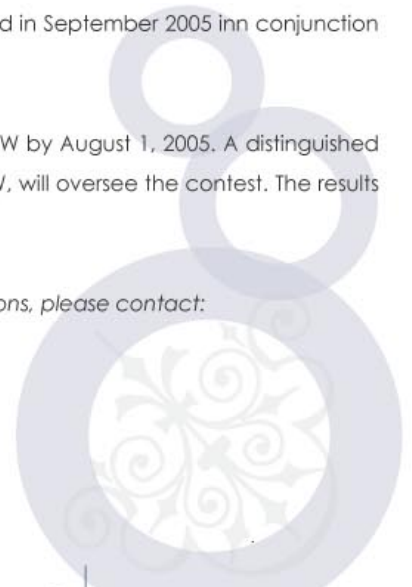 d in September 2005 inn conjunction
W by August 1, 2005. A distinguished
, will oversee the contest. The results
ons, please contact: